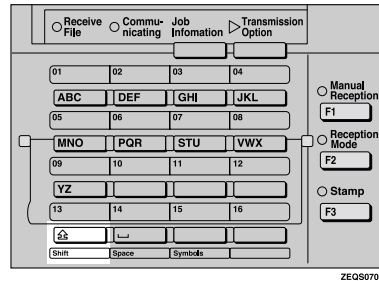 Receive File
Commu-nicating
Job Infomation
Transmission Option
01 02 03 04
ABC DEF GHI JKL
Manual Reception
F1
05 06 07 08
MNO PQR STU VWX
Reception Mode
F2
09 10 11 12
YZ
Stamp
13 14 15 16
F3
Shift Space Symbols
ZEQS070